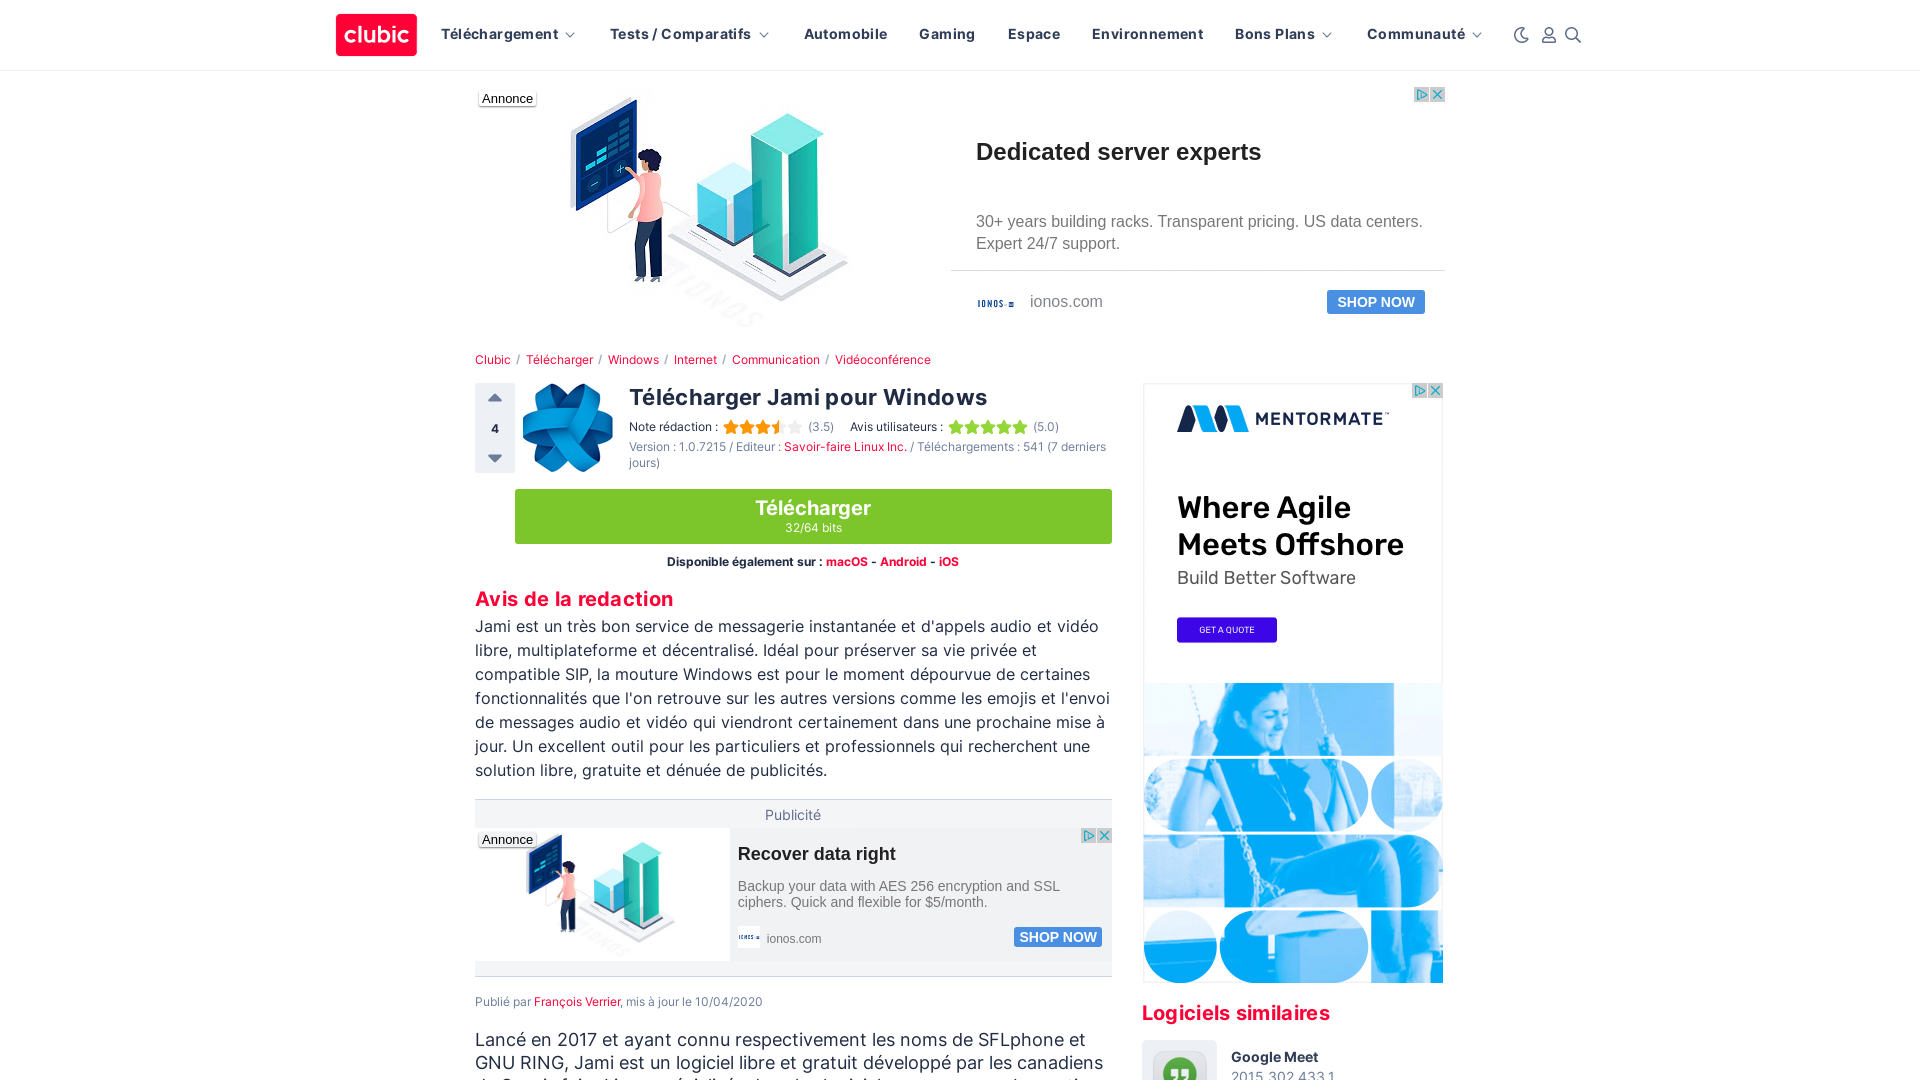 clubic
Téléchargement
Tests / Comparatifs
Automobile
Gaming
Espace
Environnement
Bons Plans
Communauté
Annonce
Dedicated server experts
30+ years building racks. Transparent pricing. US data centers.
Expert 24/7 support.
IONOS
ionos.com
SHOP NOW
Clubic / Télécharger / Windows / Internet / Communication / Vidéoconférence
4
Télécharger Jami pour Windows
Note rédaction : (3.5) Avis utilisateurs : (5.0)
Version : 1.0.7215 / Editeur : Savoir-faire Linux Inc. / Téléchargements : 541 (7 derniers
jours)
Télécharger
32/64 bits
Disponible également sur : macOS - Android - iOS
Avis de la redaction
Jami est un très bon service de messagerie instantanée et d'appels audio et vidéo
libre, multiplateforme et décentralisé. Idéal pour préserver sa vie privée et
compatible SIP, la mouture Windows est pour le moment dépourvue de certaines
fonctionnalités que l'on retrouve sur les autres versions comme les emojis et l'envoi
de messages audio et vidéo qui viendront certainement dans une prochaine mise à
jour. Un excellent outil pour les particuliers et professionnels qui recherchent une
solution libre, gratuite et dénuée de publicités.
Publicité
Annonce
Recover data right
Backup your data with AES 256 encryption and SSL
ciphers. Quick and flexible for $5/month.
ionos.com
SHOP NOW
Publié par François Verrier, mis à jour le 10/04/2020
Lancé en 2017 et ayant connu respectivement les noms de SFLphone et
GNU RING, Jami est un logiciel libre et gratuit développé par les canadiens
MENTORMATE™
Where Agile
Meets Offshore
Build Better Software
GET A QUOTE
Logiciels similaires
Google Meet
2015.302.433.1